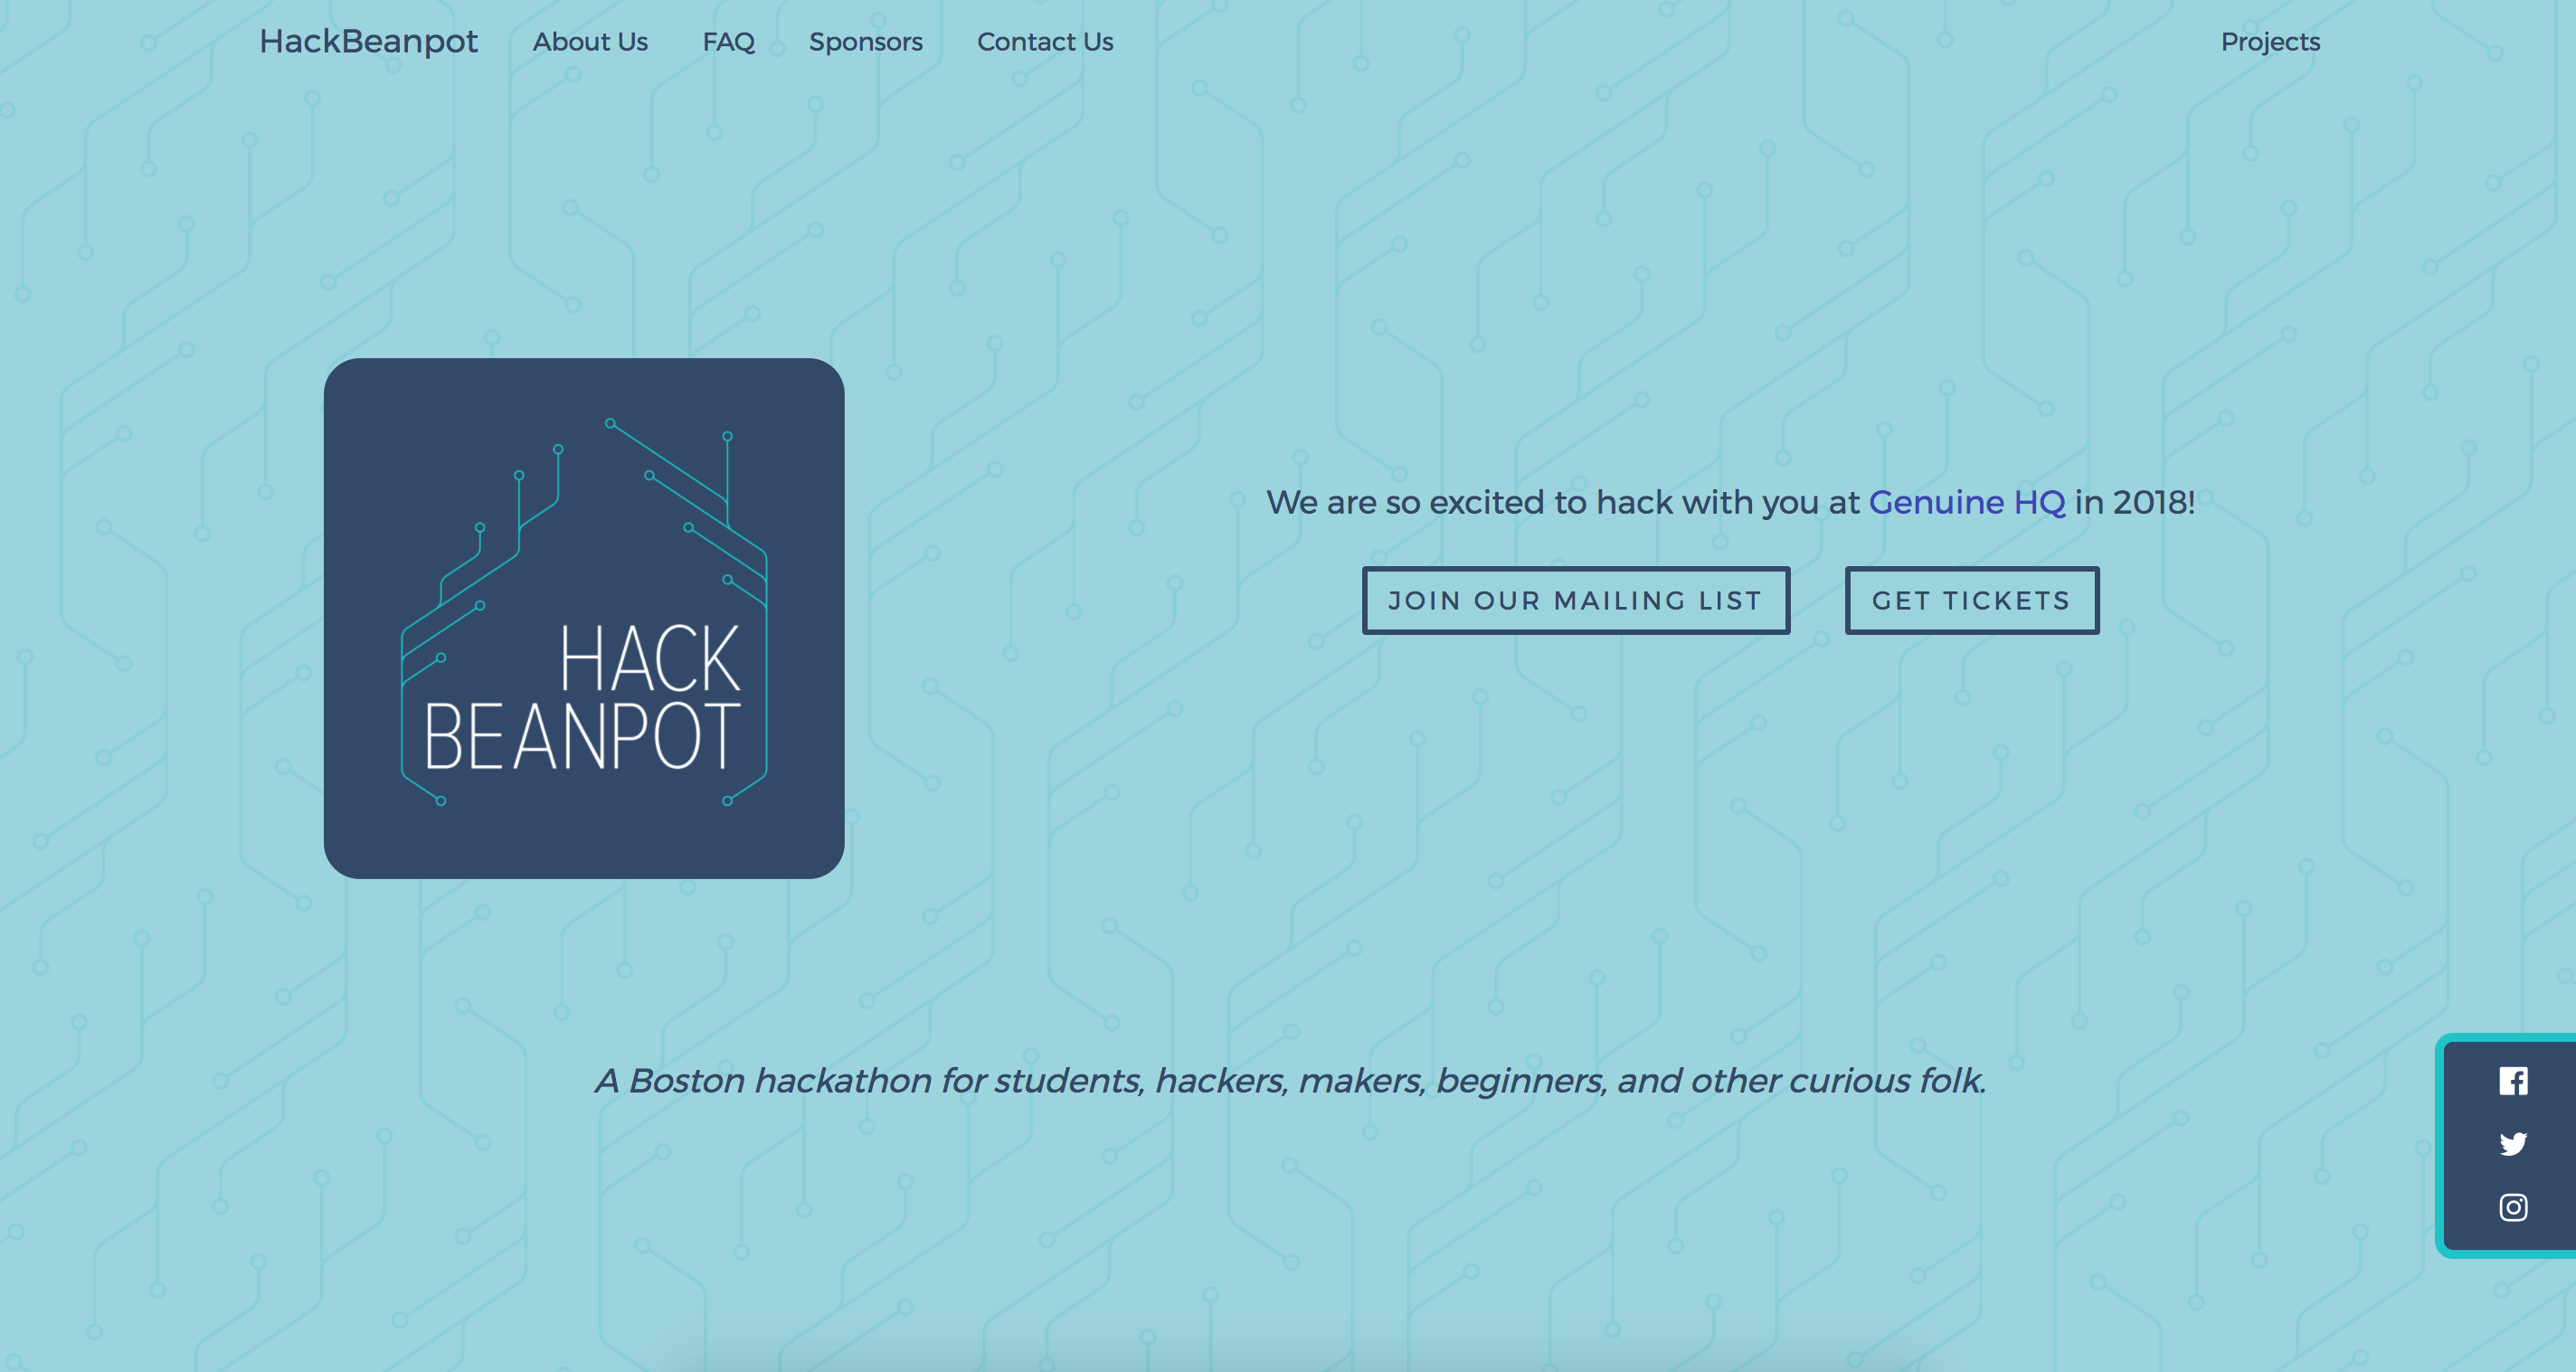 HackBeanpot About Us FAQ Sponsors Contact Us Projects
HACK
BEANPOT
We are so excited to hack with you at Genuine HQ in 2018!
JOIN OUR MAILING LIST GET TICKETS
A Boston hackathon for students, hackers, makers, beginners, and other curious folk.